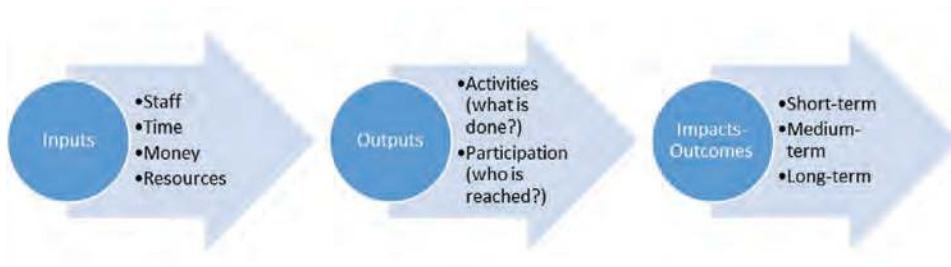 Inputs
•Staff
•Time
•Money
•Resources
Outputs
•Activities
(what is
done?)
•Participation
(who is
reached?)
Impacts-
Outcomes
•Short-term
•Medium-
term
•Long-term